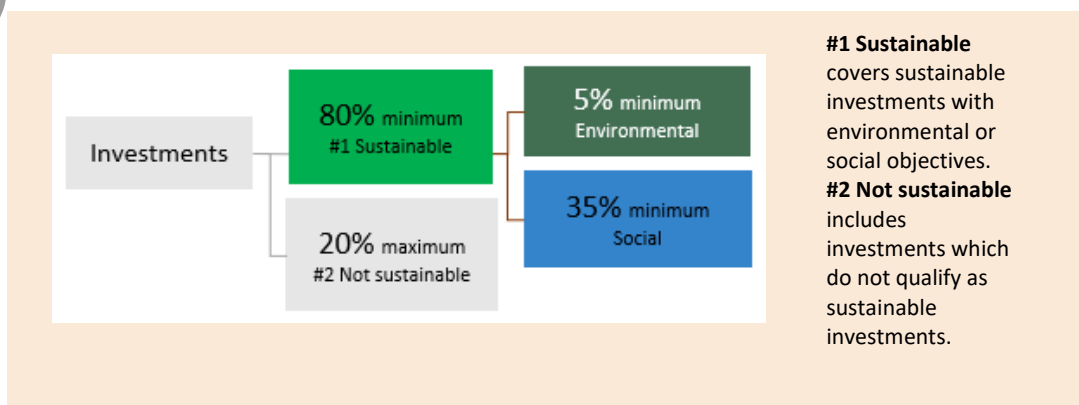 Investments
80% minimum
#1 Sustainable
20% maximum
#2 Not sustainable
5% minimum
Environmental
35% minimum
Social
#1 Sustainable
covers sustainable
investments with
environmental or
social objectives.
#2 Not sustainable
includes
investments which
do not qualify as
sustainable
investments.